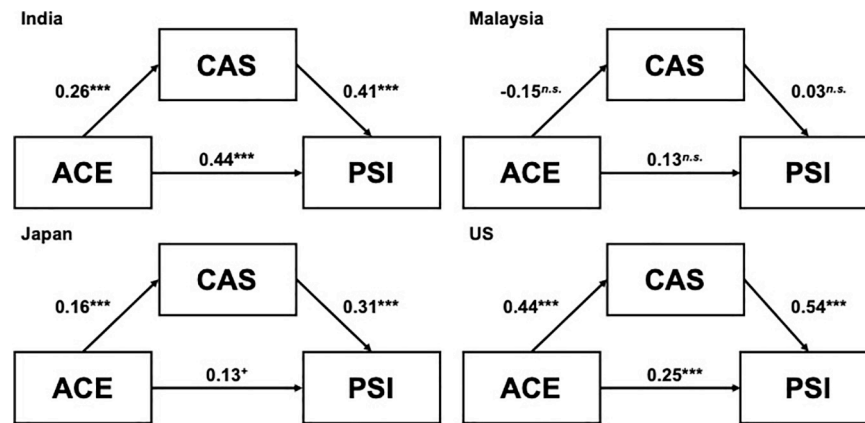 India
CAS
0.26***
0.41***
0.44***
ACE
PSI
Malaysia
CAS
-0.15n.s.
0.03n.s.
0.13n.s.
ACE
PSI
Japan
CAS
0.16***
0.31***
0.13+
ACE
PSI
US
CAS
0.44***
0.54***
0.25***
ACE
PSI